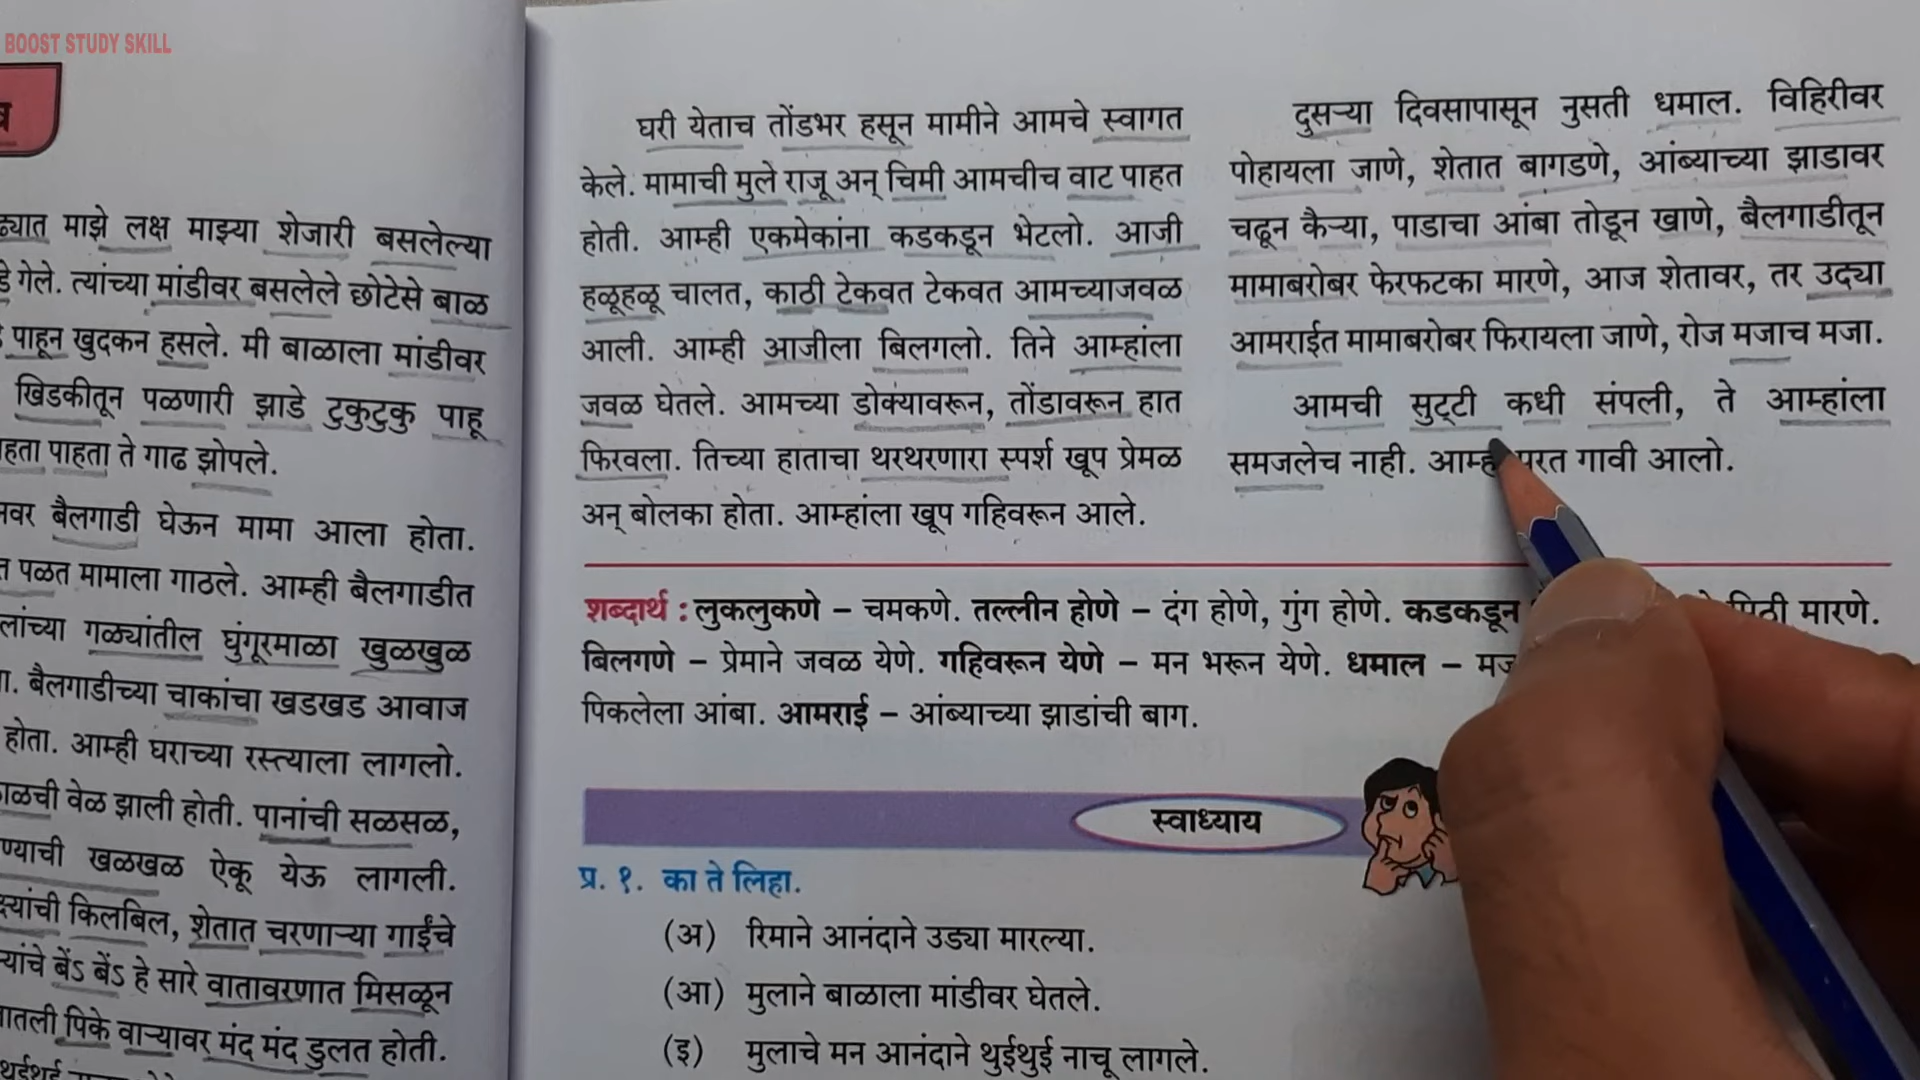 BOOST STUDY SKILL
माझे लक्ष माझ्या शेजारी बसलेल्या
गेले. त्यांच्या मांडीवर बसलेले छोटेसे बाळ
पाहून खुदकन हसले. मी बाळाला मांडीवर
खिडकीतून पळणारी झाडे टुकुटुकु पाहू
पाहता ते गाढ झोपले.
बैलगाडी घेऊन मामा आला होता.
पळत मामाला गाठले. आम्ही बैलगाडीत
गळ्यांतील घुंगूरमाळा खुळखुळ
बैलगाडीच्या चाकांचा खडखड आवाज
होता. आम्ही घराच्या रस्त्याला लागलो.
वेळ झाली होती. पानांची सळसळ,
खळखळ ऐकू येऊ लागली.
किलबिल, शेतात चरणाऱ्या गाईंचे
बेंऽ बेंऽ हे सारे वातावरणात मिसळून
पिके वाऱ्यावर मंद मंद डुलत होती.
घरी येताच तोंडभर हसून मामीने आमचे स्वागत
केले. मामाची मुले राजू अन् चिमी आमचीच वाट पाहत
होती. आम्ही एकमेकांना कडकडून भेटलो. आजी
हळूहळू चालत, काठी टेकवत टेकवत आमच्याजवळ
आली. आम्ही आजीला बिलगलो. तिने आम्हांला
जवळ घेतले. आमच्या डोक्यावरून, तोंडावरून हात
फिरवला. तिच्या हाताचा थरथरणारा स्पर्श खूप प्रेमळ
अन् बोलका होता. आम्हांला खूप गहिवरून आले.
दुसऱ्या दिवसापासून नुसती धमाल. विहिरीवर
पोहायला जाणे, शेतात बागडणे, आंब्याच्या झाडावर
चढून कैऱ्या, पाडाचा आंबा तोडून खाणे, बैलगाडीतून
मामाबरोबर फेरफटका मारणे, आज शेतावर, तर उद्या
आमराईत मामाबरोबर फिरायला जाणे, रोज मजाच मजा.
आमची सुट्टी कधी संपली, ते आम्हांला
समजलेच नाही. परत गावी आलो.
शब्दार्थ : लुकलुकणे – चमकणे. तल्लीन होणे – दंग होणे, गुंग होणे. कडकडून मिठी मारणे.
बिलगणे – प्रेमाने जवळ येणे. गहिवरून येणे – मन भरून येणे. धमाल –
पिकलेला आंबा. आमराई – आंब्याच्या झाडांची बाग.
स्वाध्याय
प्र. १. का ते लिहा.
(अ) रिमाने आनंदाने उड्या मारल्या.
(आ) मुलाने बाळाला मांडीवर घेतले.
(इ) मुलाचे मन आनंदाने थुईथुई नाचू लागले.